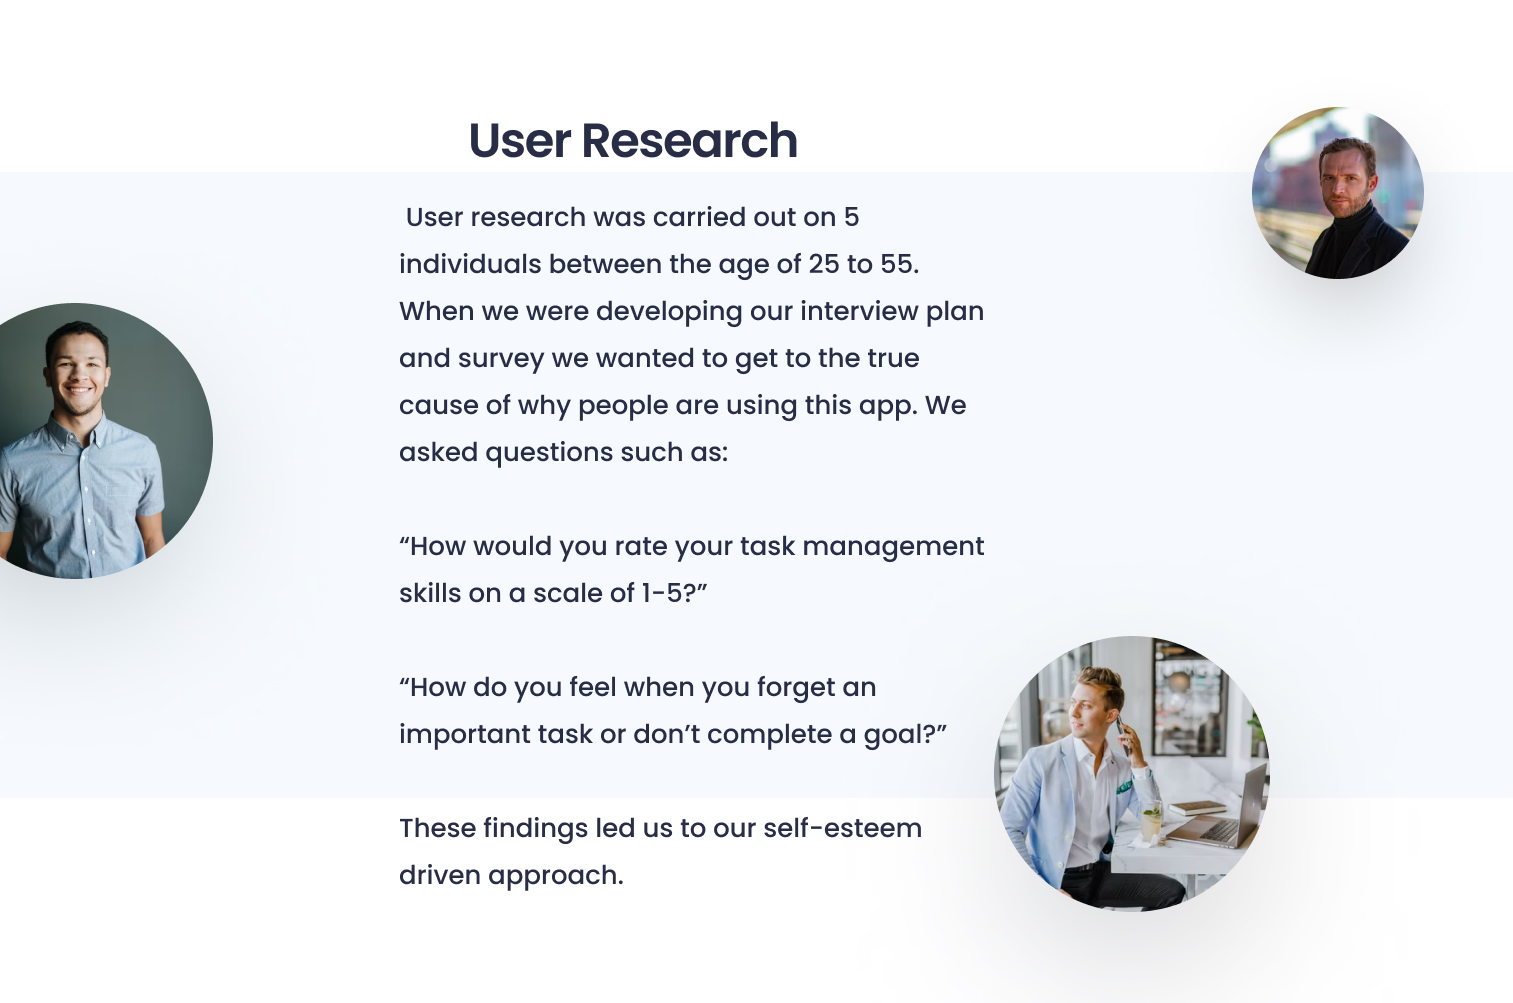 User Research
User research was carried out on 5
individuals between the age of 25 to 55.
When we were developing our interview plan
and survey we wanted to get to the true
cause of why people are using this app. We
asked questions such as:
“How would you rate your task management
skills on a scale of 1-5?”
“How do you feel when you forget an
important task or don’t complete a goal?”
These findings led us to our self-esteem
driven approach.